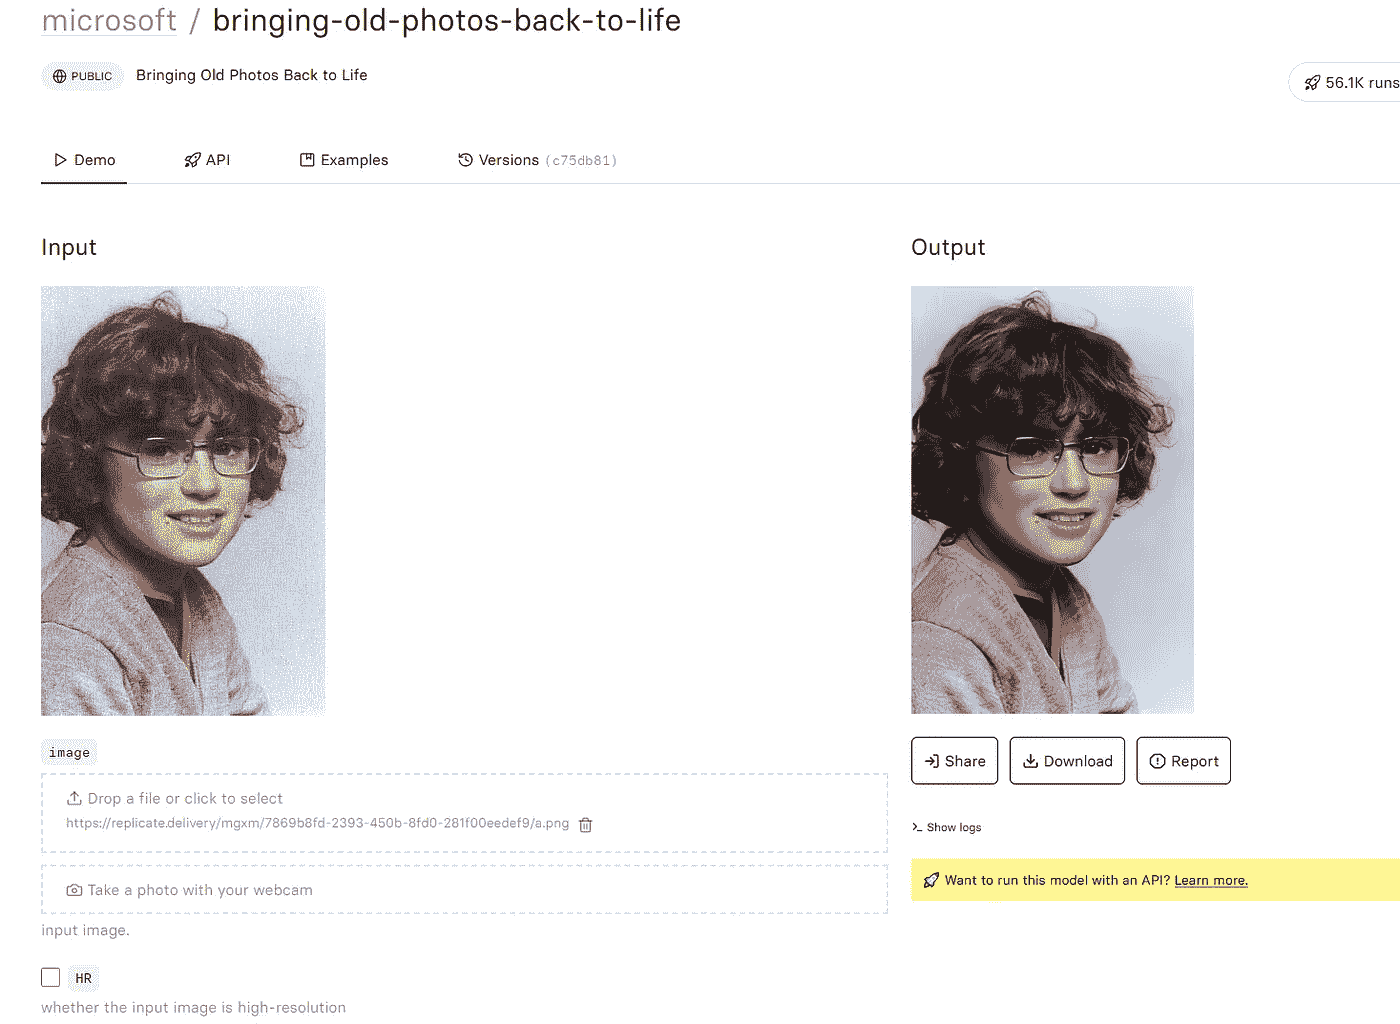 microsoft / bringing-old-photos-back-to-life
PUBLIC Bringing Old Photos Back to Life
56.1K runs
Demo API Examples Versions (c75db81)
Input
Output
image
Drop a file or click to select
https://replicate.delivery/mgxm/7869b8fd-2393-450b-8fd0-281f00eedef9/a.png
Take a photo with your webcam
input image.
HR
whether the input image is high-resolution
Share Download Report
Show logs
Want to run this model with an API? Learn more.